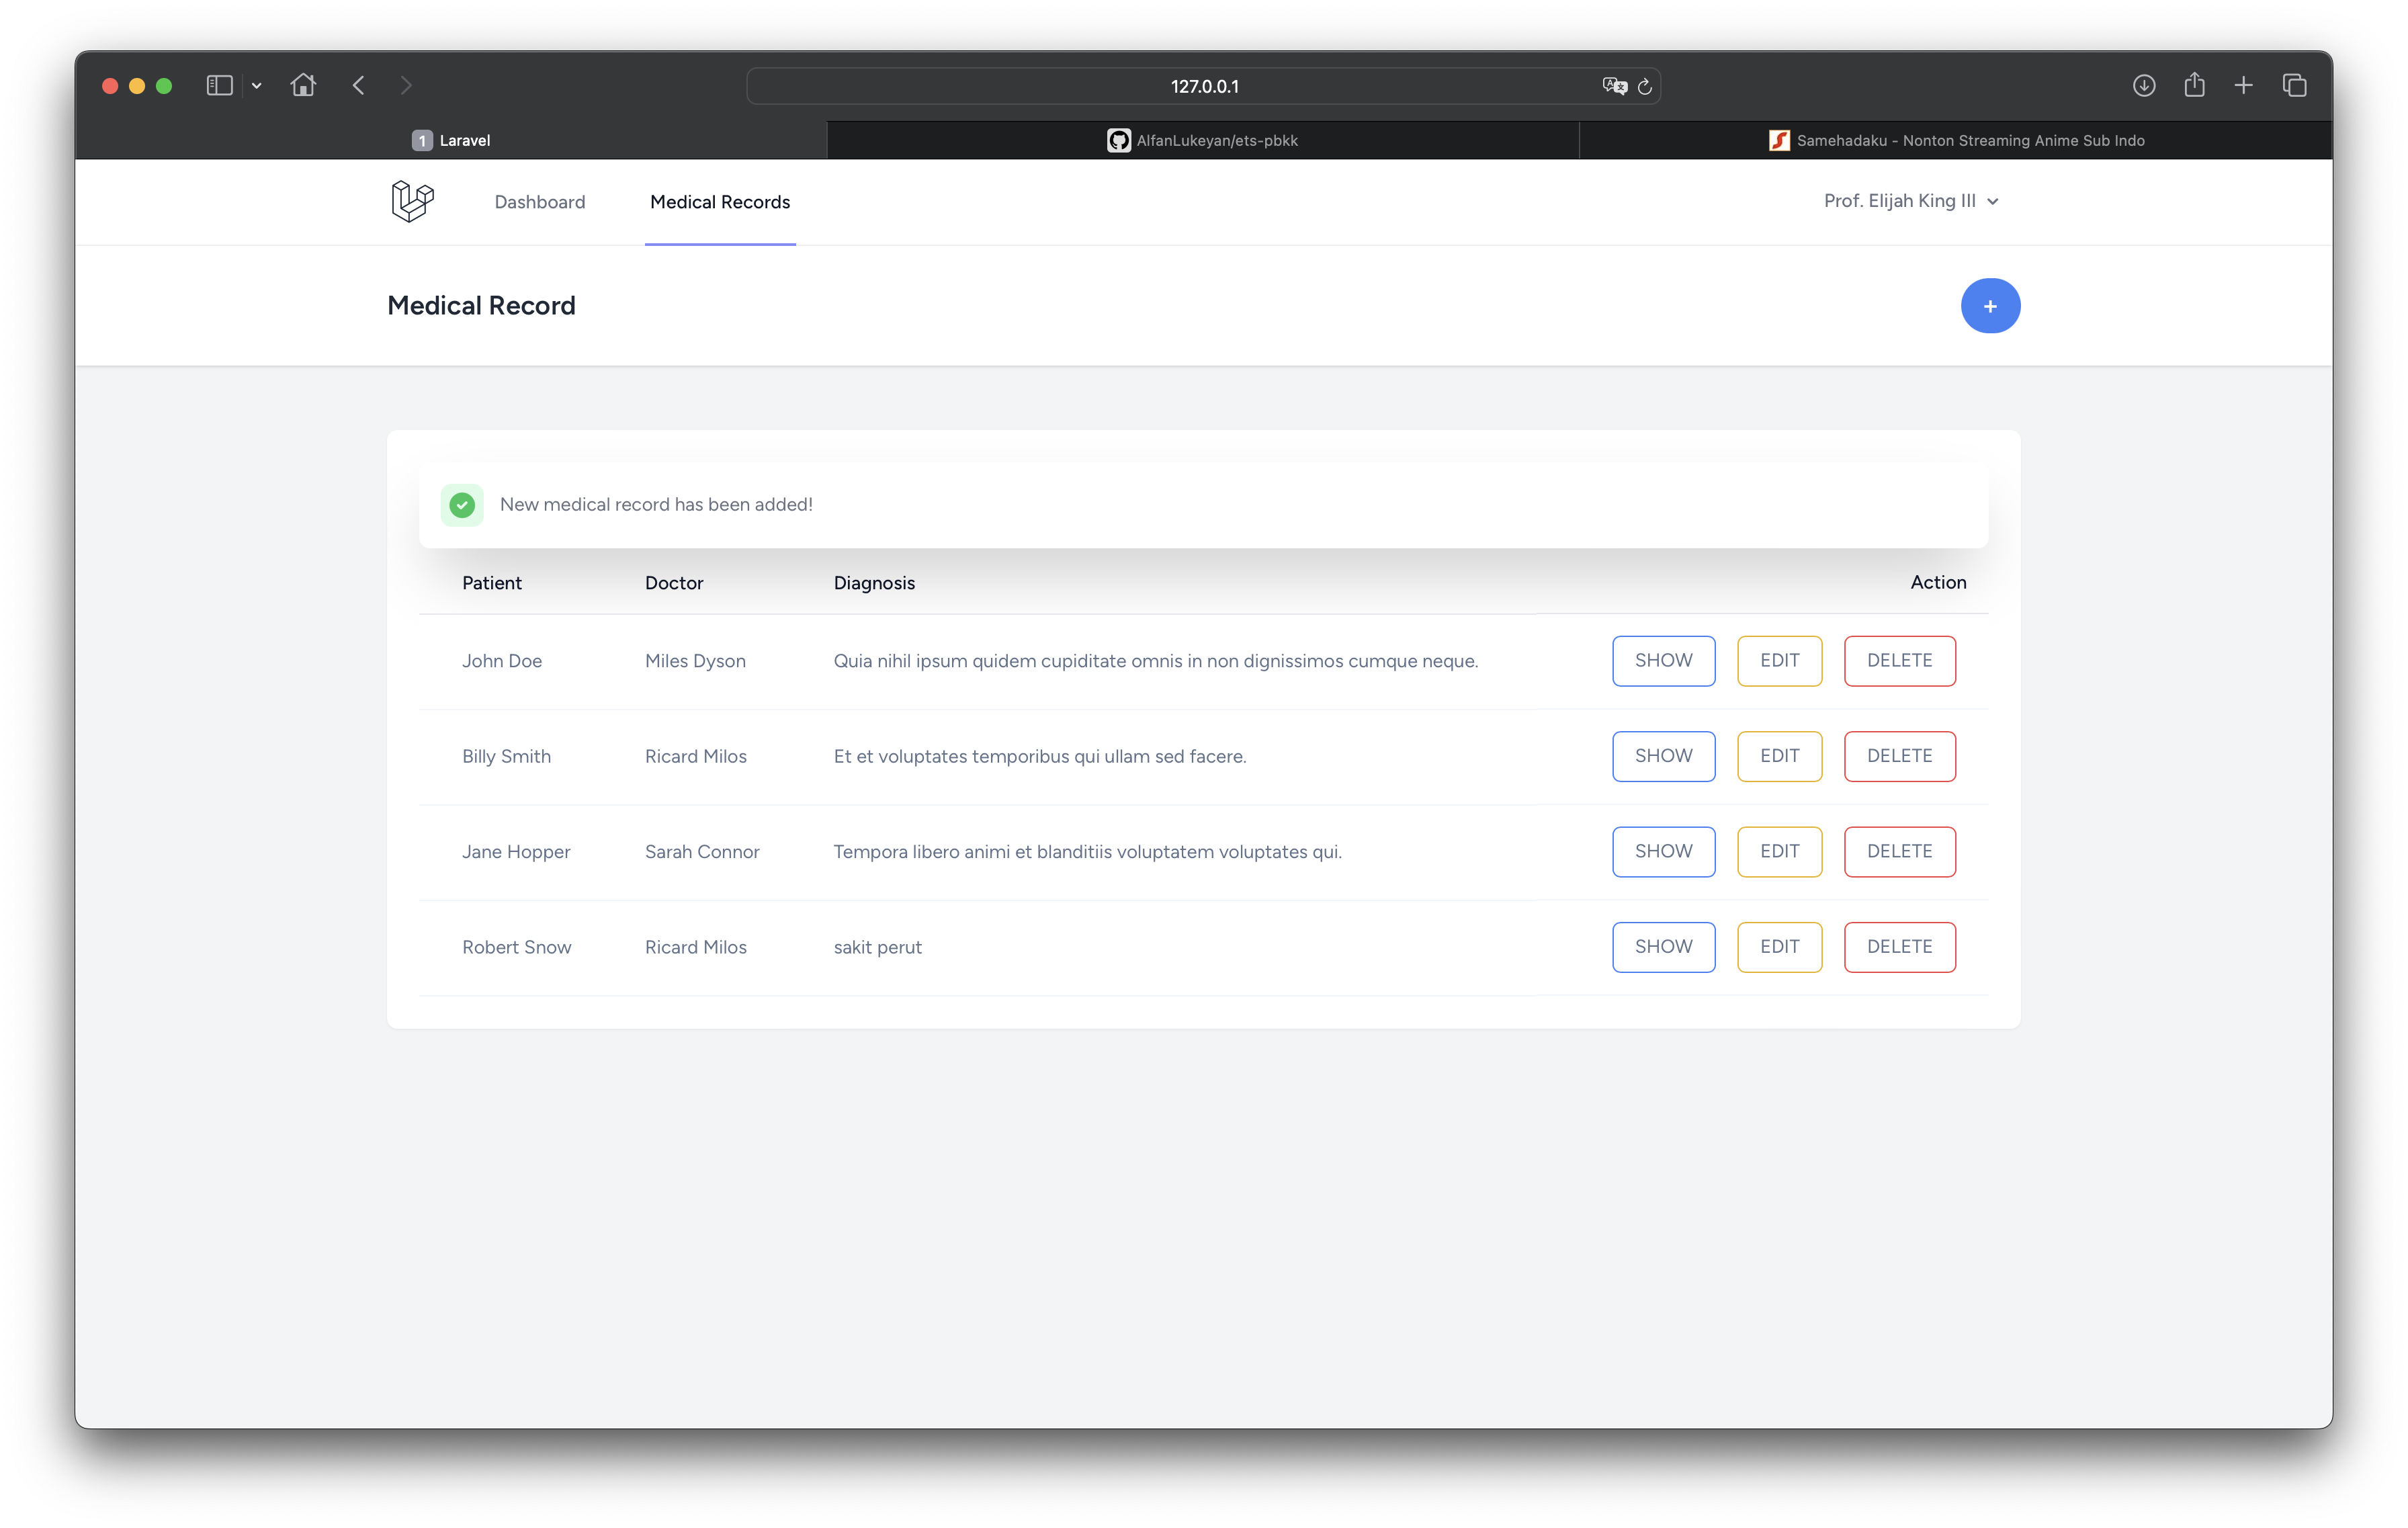 127.0.0.1
1 Laravel
AlfanLukeyan/ets-pbkk
Samehadaku - Nonton Streaming Anime Sub Indo
Dashboard
Medical Records
Prof. Elijah King III
Medical Record
+
New medical record has been added!
Patient Doctor Diagnosis Action
John Doe Miles Dyson Quia nihil ipsum quidem cupiditate omnis in non dignissimos cumque neque. SHOW EDIT DELETE
Billy Smith Ricard Milos Et et voluptates temporibus qui ullam sed facere. SHOW EDIT DELETE
Jane Hopper Sarah Connor Tempora libero animi et blanditiis voluptatem voluptates qui. SHOW EDIT DELETE
Robert Snow Ricard Milos sakit perut SHOW EDIT DELETE